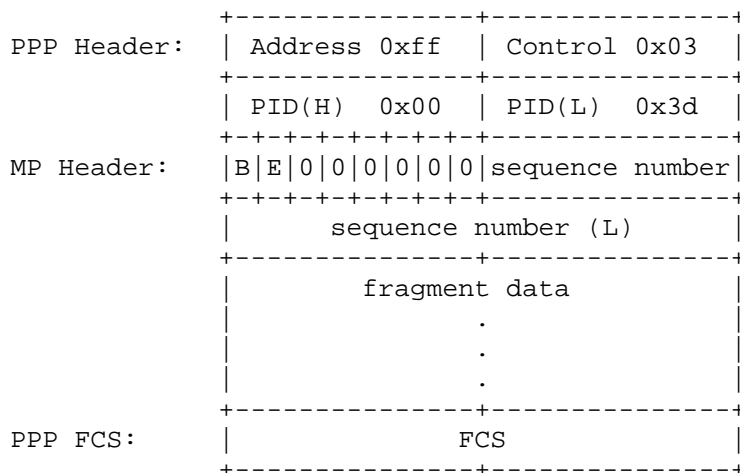 PPP Header: | Address 0xff | Control 0x03 |
| PID(H) 0x00 | PID(L) 0x3d |
MP Header: |B|E|0|0|0|0|0|0|sequence number|
| sequence number (L) |
| fragment data |
| . |
| . |
| . |
PPP FCS: | FCS |